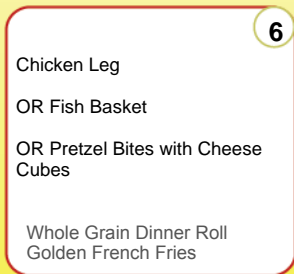 6
Chicken Leg
OR Fish Basket
OR Pretzel Bites with Cheese
Cubes
Whole Grain Dinner Roll
Golden French Fries